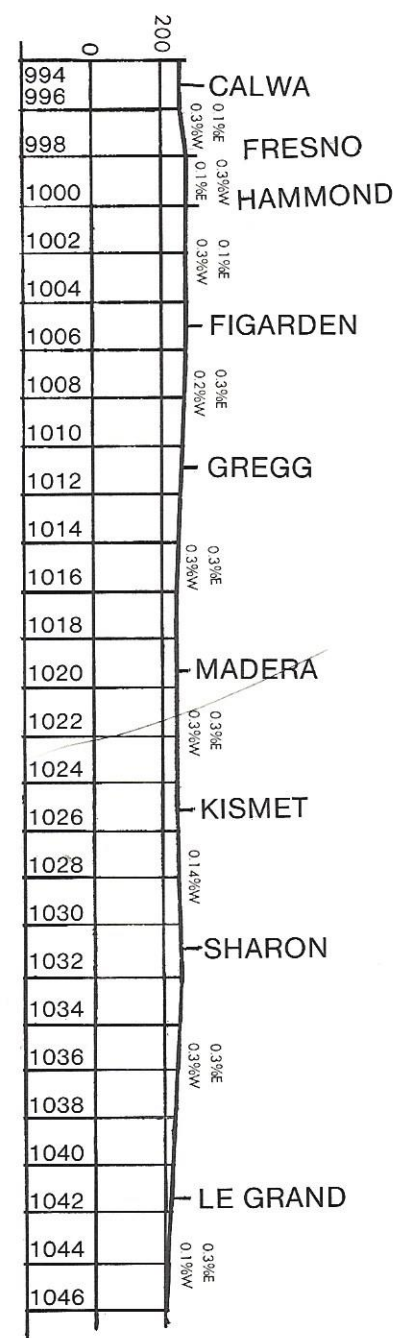 0 200
994
CALWA
996
0.1%E
0.3%W
998
FRESNO
0.3%W
0.1%E
1000
HAMMOND
1002
0.1%E
0.3%W
1004
FIGARDEN
1006
1008
0.3%E
0.2%W
1010
GREGG
1012
1014
0.3%E
0.3%W
1016
1018
MADERA
1020
1022
0.3%E
0.3%W
1024
KISMET
1026
1028
0.14%W
1030
SHARON
1032
1034
1036
0.3%E
0.3%W
1038
1040
LE GRAND
1042
1044
0.3%E
0.1%W
1046